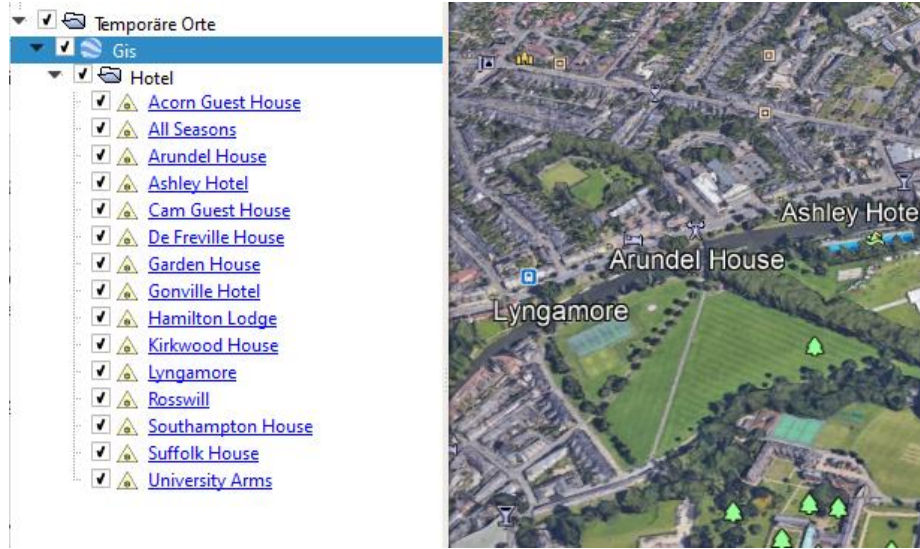 Temporäre Orte
Gis
Hotel
Acorn Guest House
All Seasons
Arundel House
Ashley Hotel
Cam Guest House
De Freville House
Garden House
Gonville Hotel
Hamilton Lodge
Kirkwood House
Lyngamore
Rosswill
Southampton House
Suffolk House
University Arms
Ashley Hote
Arundel House
Lyngamore